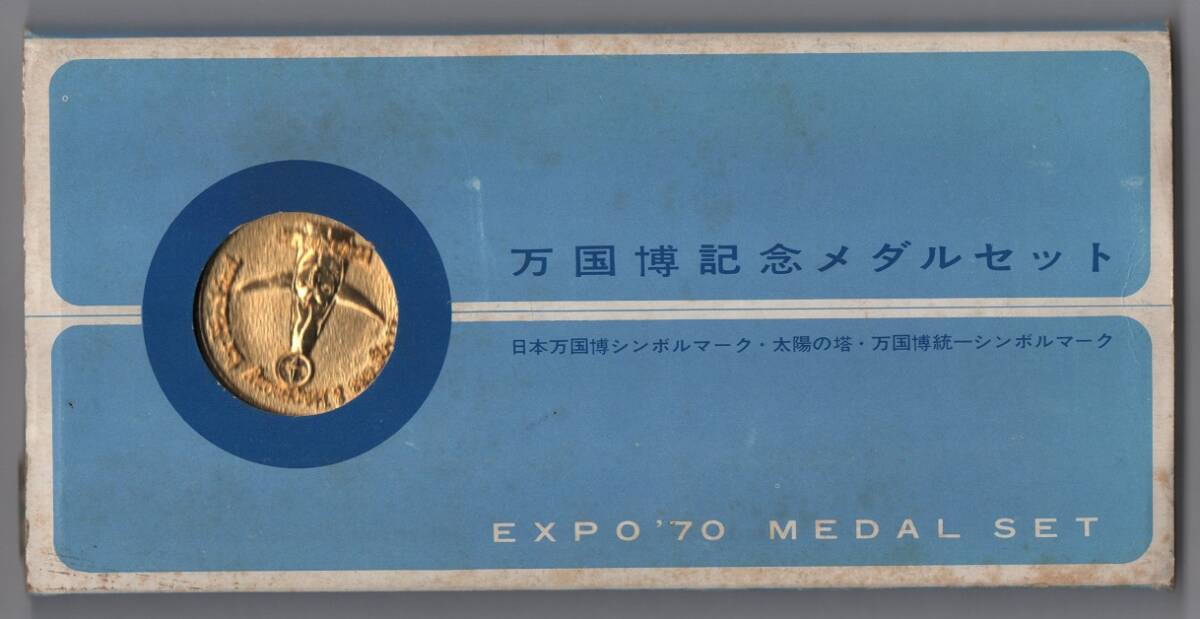 万国博記念メダルセット
日本万国博シンボルマーク・太陽の塔・万国博統一シンボルマーク
EXPO '70 MEDAL SET